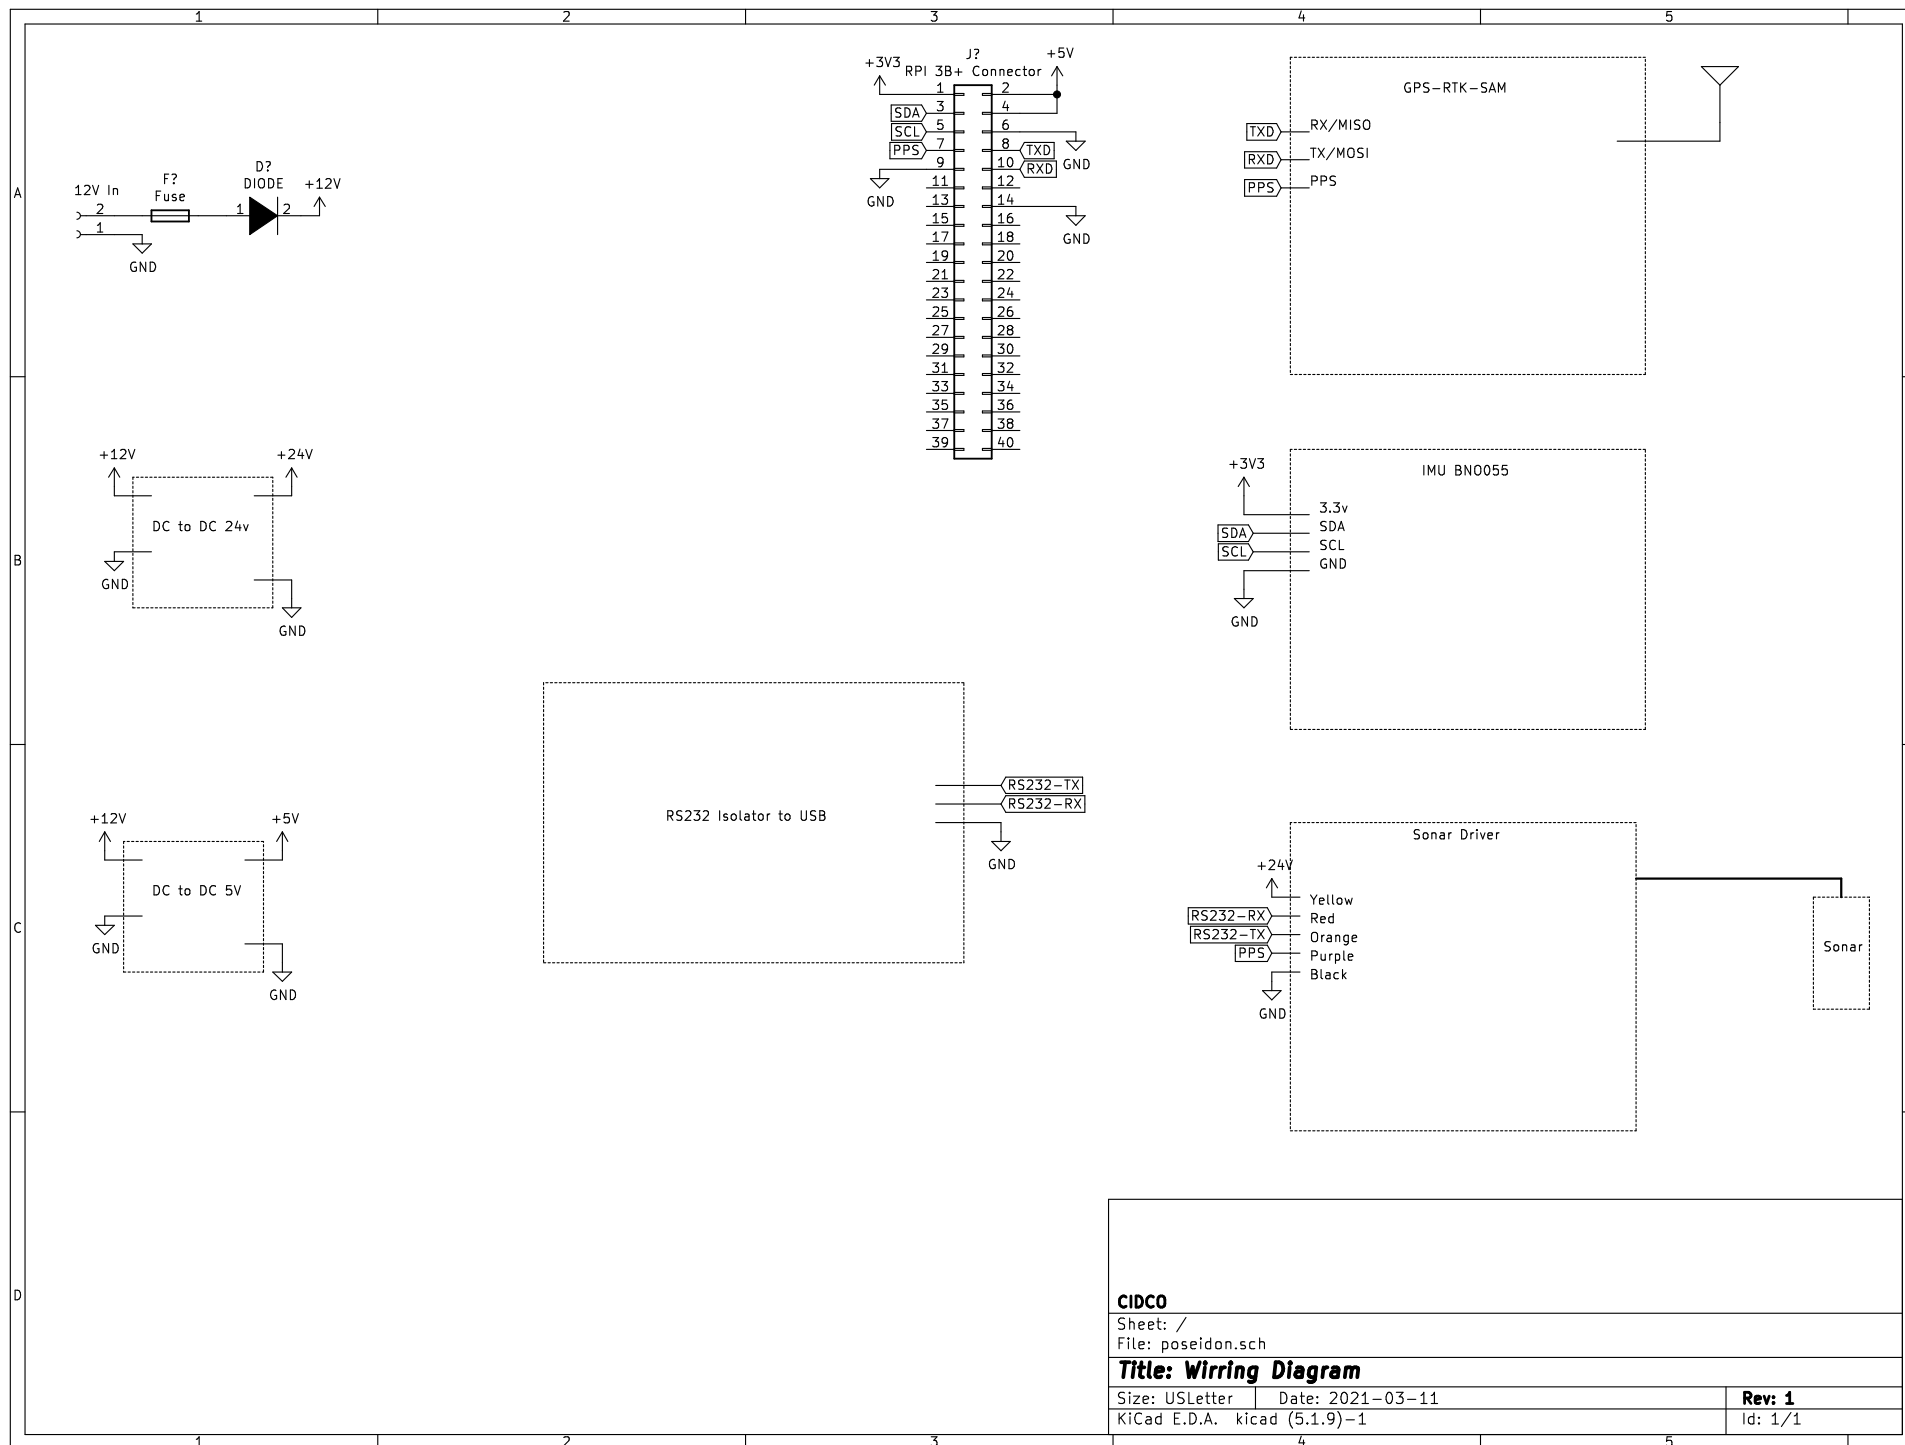 1 2 3 4 5
A
B
C
D
12V In
2
1
GND
F?
Fuse
D?
DIODE
1 2
+12V
+12V
+24V
DC to DC 24v
GND
GND
+12V
+5V
DC to DC 5V
GND
GND
J?
RPI 3B+ Connector
+3V3
+5V
1 2
SDA 3 4
SCL 5 6
GND
PPS 7 8 TXD
9 10 RXD
GND
11 12
13 14
GND
15 16
17 18
19 20
21 22
23 24
25 26
27 28
29 30
31 32
33 34
35 36
37 38
39 40
RS232 Isolator to USB
RS232-TX
RS232-RX
GND
GPS-RTK-SAM
TXD RX/MISO
RXD TX/MOSI
PPS PPS
IMU BNO055
+3V3
3.3v
SDA SDA
SCL SCL
GND
GND
Sonar Driver
+24V
Yellow
RS232-RX Red
RS232-TX Orange
PPS Purple
Black
GND
Sonar
CIDCO
Sheet: /
File: poseidon.sch
Title: Wirring Diagram
Size: USLetter Date: 2021-03-11 Rev: 1
KiCad E.D.A. kicad (5.1.9)-1 Id: 1/1
1 2 3 4 5